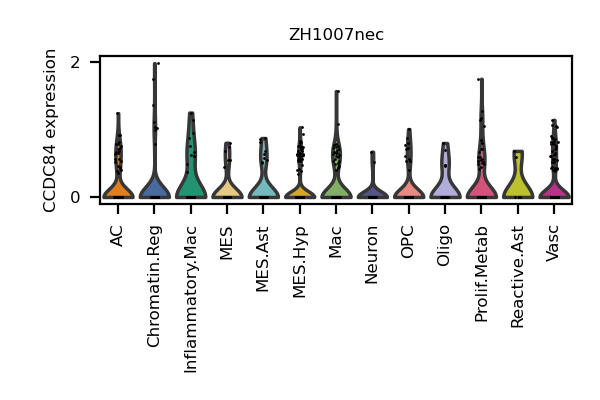 ZH1007nec
CCDC84 expression
2
0
AC
Chromatin.Reg
Inflammatory.Mac
MES
MES.Ast
MES.Hyp
Mac
Neuron
OPC
Oligo
Prolif.Metab
Reactive.Ast
Vasc